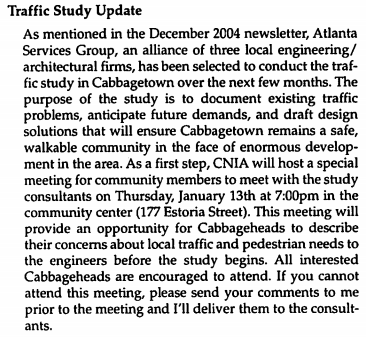 Traffic Study Update
As mentioned in the December 2004 newsletter, Atlanta
Services Group, an alliance of three local engineering/
architectural firms, has been selected to conduct the traf-
fic study in Cabbagetown over the next few months. The
purpose of the study is to document existing traffic
problems, anticipate future demands, and draft design
solutions that will ensure Cabbagetown remains a safe,
walkable community in the face of enormous develop-
ment in the area. As a first step, CNIA will host a special
meeting for community members to meet with the study
consultants on Thursday, January 13th at 7:00pm in the
community center (177 Estoria Street). This meeting will
provide an opportunity for Cabbageheads to describe
their concerns about local traffic and pedestrian needs to
the engineers before the study begins. All interested
Cabbageheads are encouraged to attend. If you cannot
attend this meeting, please send your comments to me
prior to the meeting and I'll deliver them to the consult-
ants.